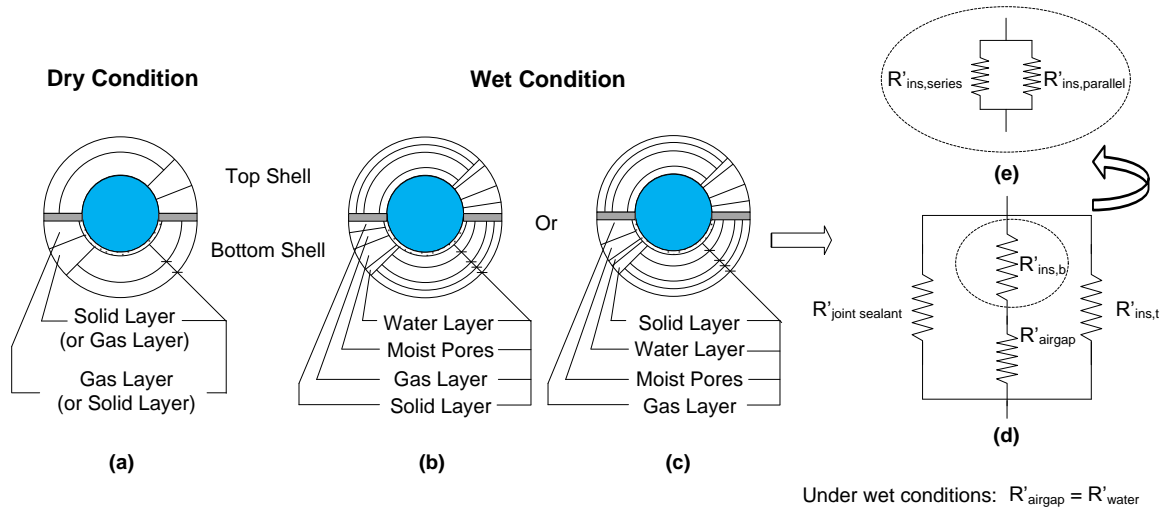 Dry Condition
Wet Condition
Top Shell
Bottom Shell
Or
Solid Layer
(or Gas Layer)
Gas Layer
(or Solid Layer)
(a)
Water Layer
Moist Pores
Gas Layer
Solid Layer
(b)
Solid Layer
Water Layer
Moist Pores
Gas Layer
(c)
R'ins,series
R'ins,parallel
(e)
R'ins,b
R'joint sealant
R'ins,t
R'airgap
(d)
Under wet conditions: R'airgap = R'water